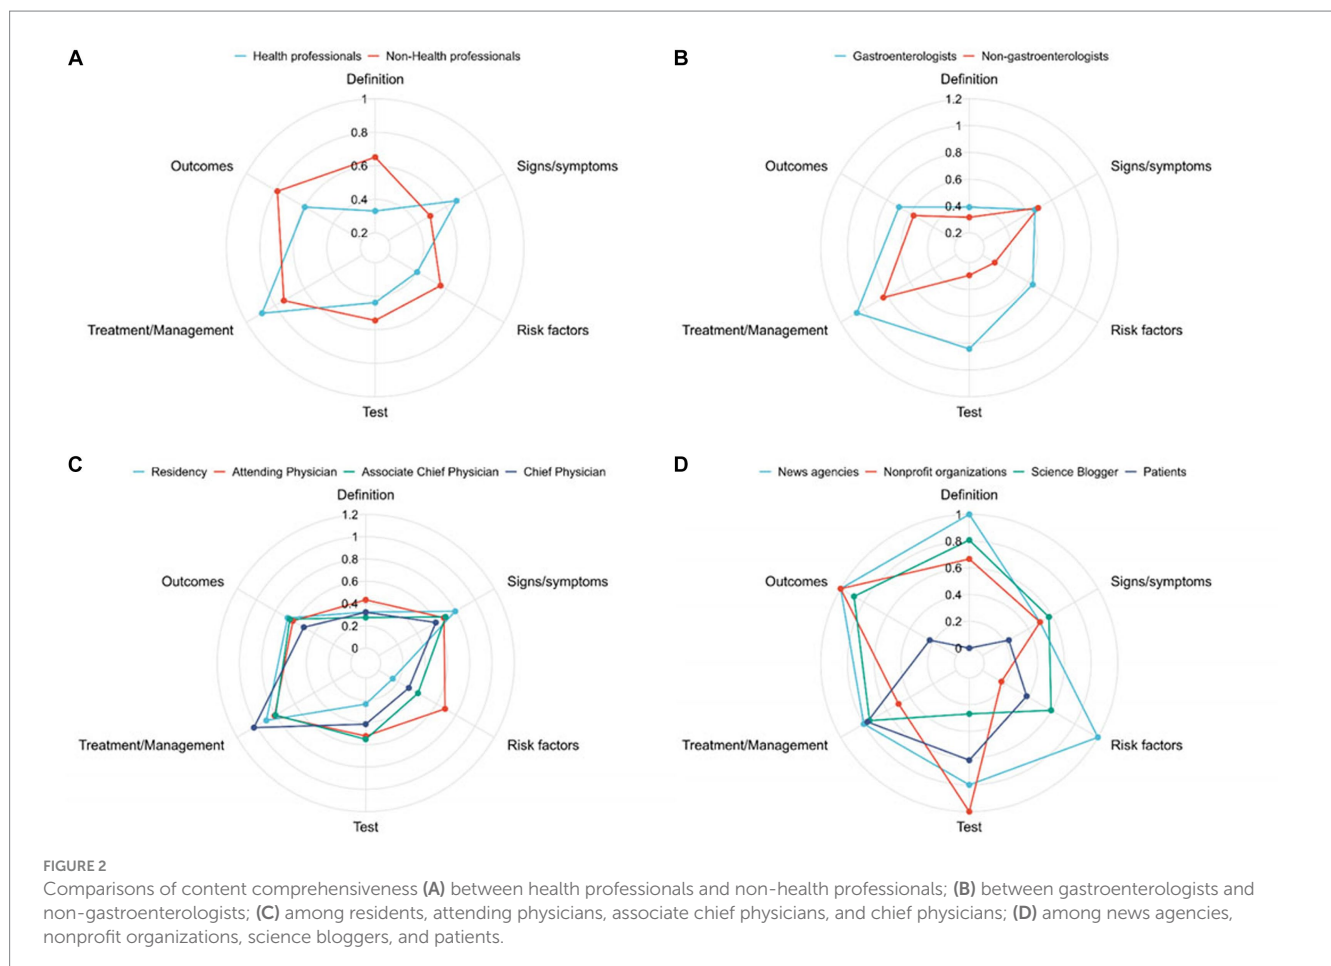 A
Health professionals Non-Health professionals
Definition
1
0.8
0.6
0.4
0.2
Outcomes
Signs/symptoms
Treatment/Management
Risk factors
Test
B
Gastroenterologists Non-gastroenterologists
Definition
1.2
1
0.8
0.6
0.4
0.2
Outcomes
Signs/symptoms
Treatment/Management
Risk factors
Test
C
Residency Attending Physician Associate Chief Physician Chief Physician
Definition
1.2
1
0.8
0.6
0.4
0.2
0
Outcomes
Signs/symptoms
Treatment/Management
Risk factors
Test
D
News agencies Nonprofit organizations Science Blogger Patients
Definition
1
0.8
0.6
0.4
0.2
0
Outcomes
Signs/symptoms
Treatment/Management
Risk factors
Test
FIGURE 2
Comparisons of content comprehensiveness (A) between health professionals and non-health professionals; (B) between gastroenterologists and
non-gastroenterologists; (C) among residents, attending physicians, associate chief physicians, and chief physicians; (D) among news agencies,
nonprofit organizations, science bloggers, and patients.